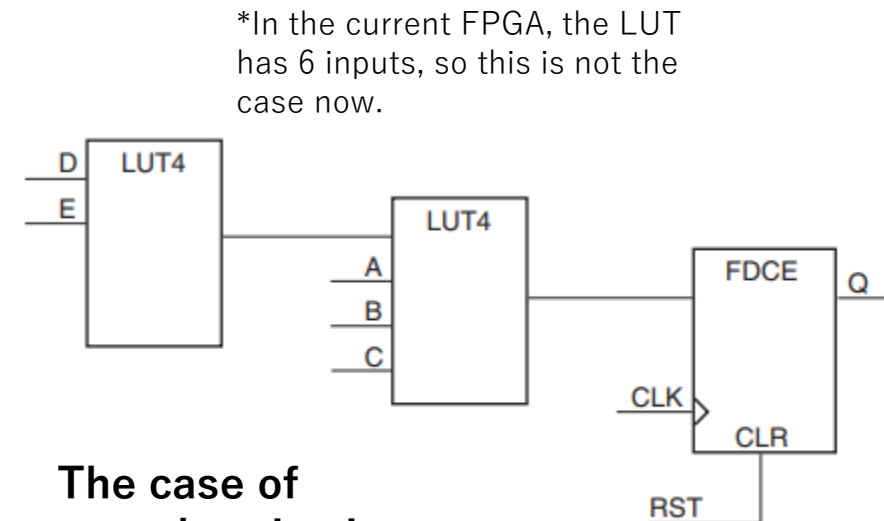 *In the current FPGA, the LUT
has 6 inputs, so this is not the
case now.
D
LUT4
E
LUT4
A
B
C
FDCE
Q
CLK
CLR
RST
The case of